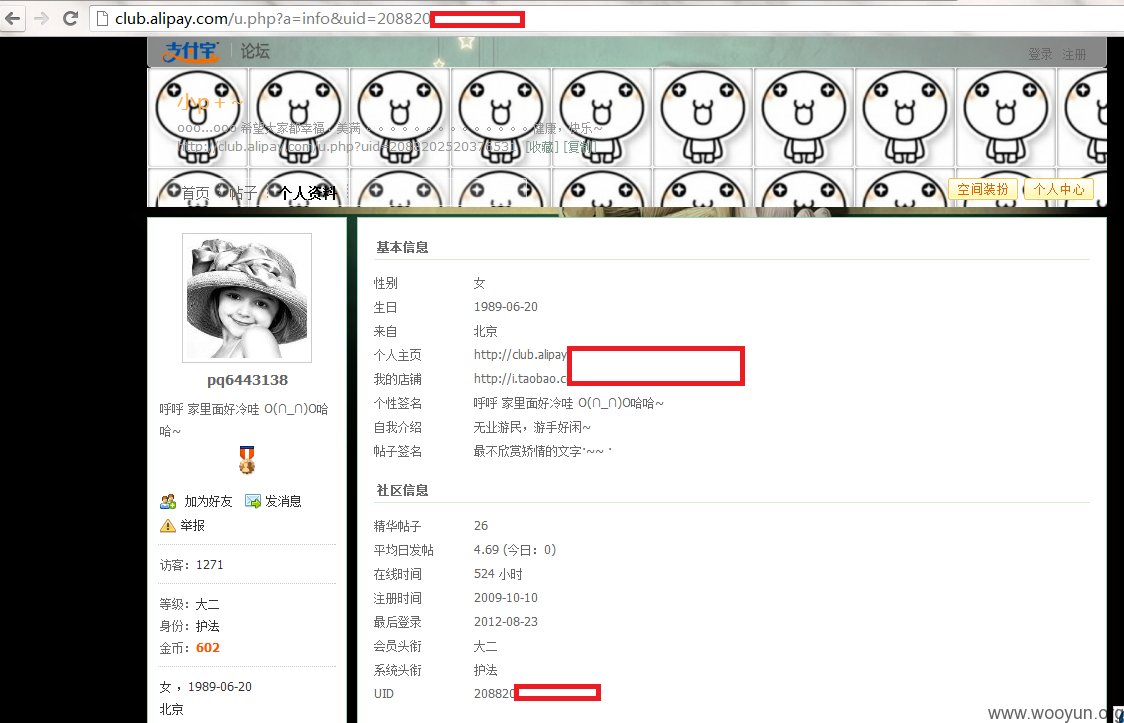 club.alipay.com/u.php?a=info&uid=208820
支付宝 论坛
登录 注册
小p+~
ooo...ooo 希望大家都幸福，美满。。。。。。。。。。。。。健康，快乐~
http://club.alipay.com/u.php?uid= [收藏] [复制]
首页 帖子 个人资料
空间装扮 个人中心
pq6443138
呼呼 家里面好冷哇 O(∩_∩)O哈
哈~
加为好友 发消息
举报
访客：1271
等级：大二
身份：护法
金币：602
女 ，1989-06-20
北京
基本信息
性别 女
生日 1989-06-20
来自 北京
个人主页 http://club.alipay
我的店铺 http://i.taobao.c
个性签名 呼呼 家里面好冷哇 O(∩_∩)O哈哈~
自我介绍 无业游民，游手好闲~
帖子签名 最不欣赏矫情的文字·~~ ·
社区信息
精华帖子 26
平均日发帖 4.69 (今日：0)
在线时间 524 小时
注册时间 2009-10-10
最后登录 2012-08-23
会员头衔 大二
系统头衔 护法
UID 208820
www.wooyun.org